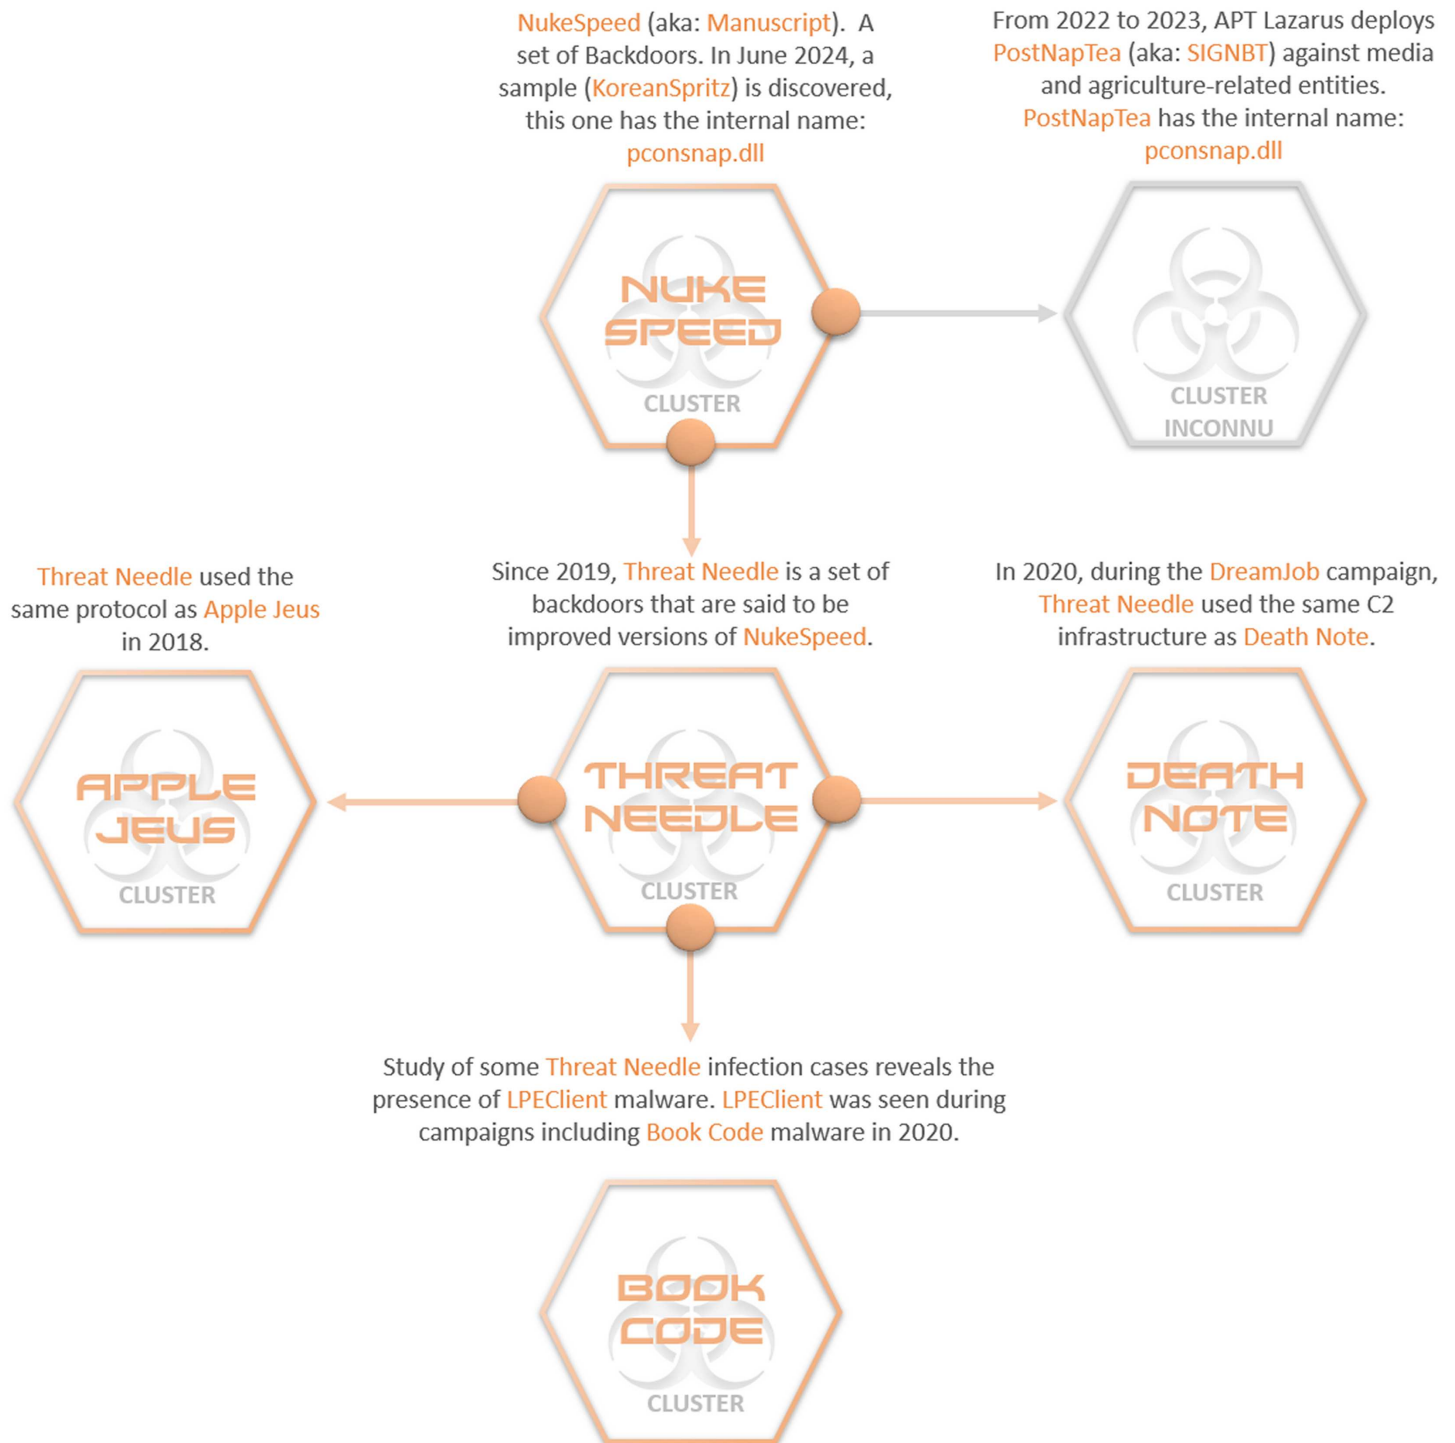 NukeSpeed (aka: Manuscript). A
set of Backdoors. In June 2024, a
sample (KoreanSpritz) is discovered,
this one has the internal name:
pconsnap.dll
From 2022 to 2023, APT Lazarus deploys
PostNapTea (aka: SIGNBT) against media
and agriculture-related entities.
PostNapTea has the internal name:
pconsnap.dll
NUKE
SPEED
CLUSTER
CLUSTER
INCONNU
Threat Needle used the
same protocol as Apple Jeus
in 2018.
Since 2019, Threat Needle is a set of
backdoors that are said to be
improved versions of NukeSpeed.
In 2020, during the DreamJob campaign,
Threat Needle used the same C2
infrastructure as Death Note.
APPLE
JEUS
CLUSTER
THREAT
NEEDLE
CLUSTER
DEATH
NOTE
CLUSTER
Study of some Threat Needle infection cases reveals the
presence of LPEClient malware. LPEClient was seen during
campaigns including Book Code malware in 2020.
BOOK
CODE
CLUSTER